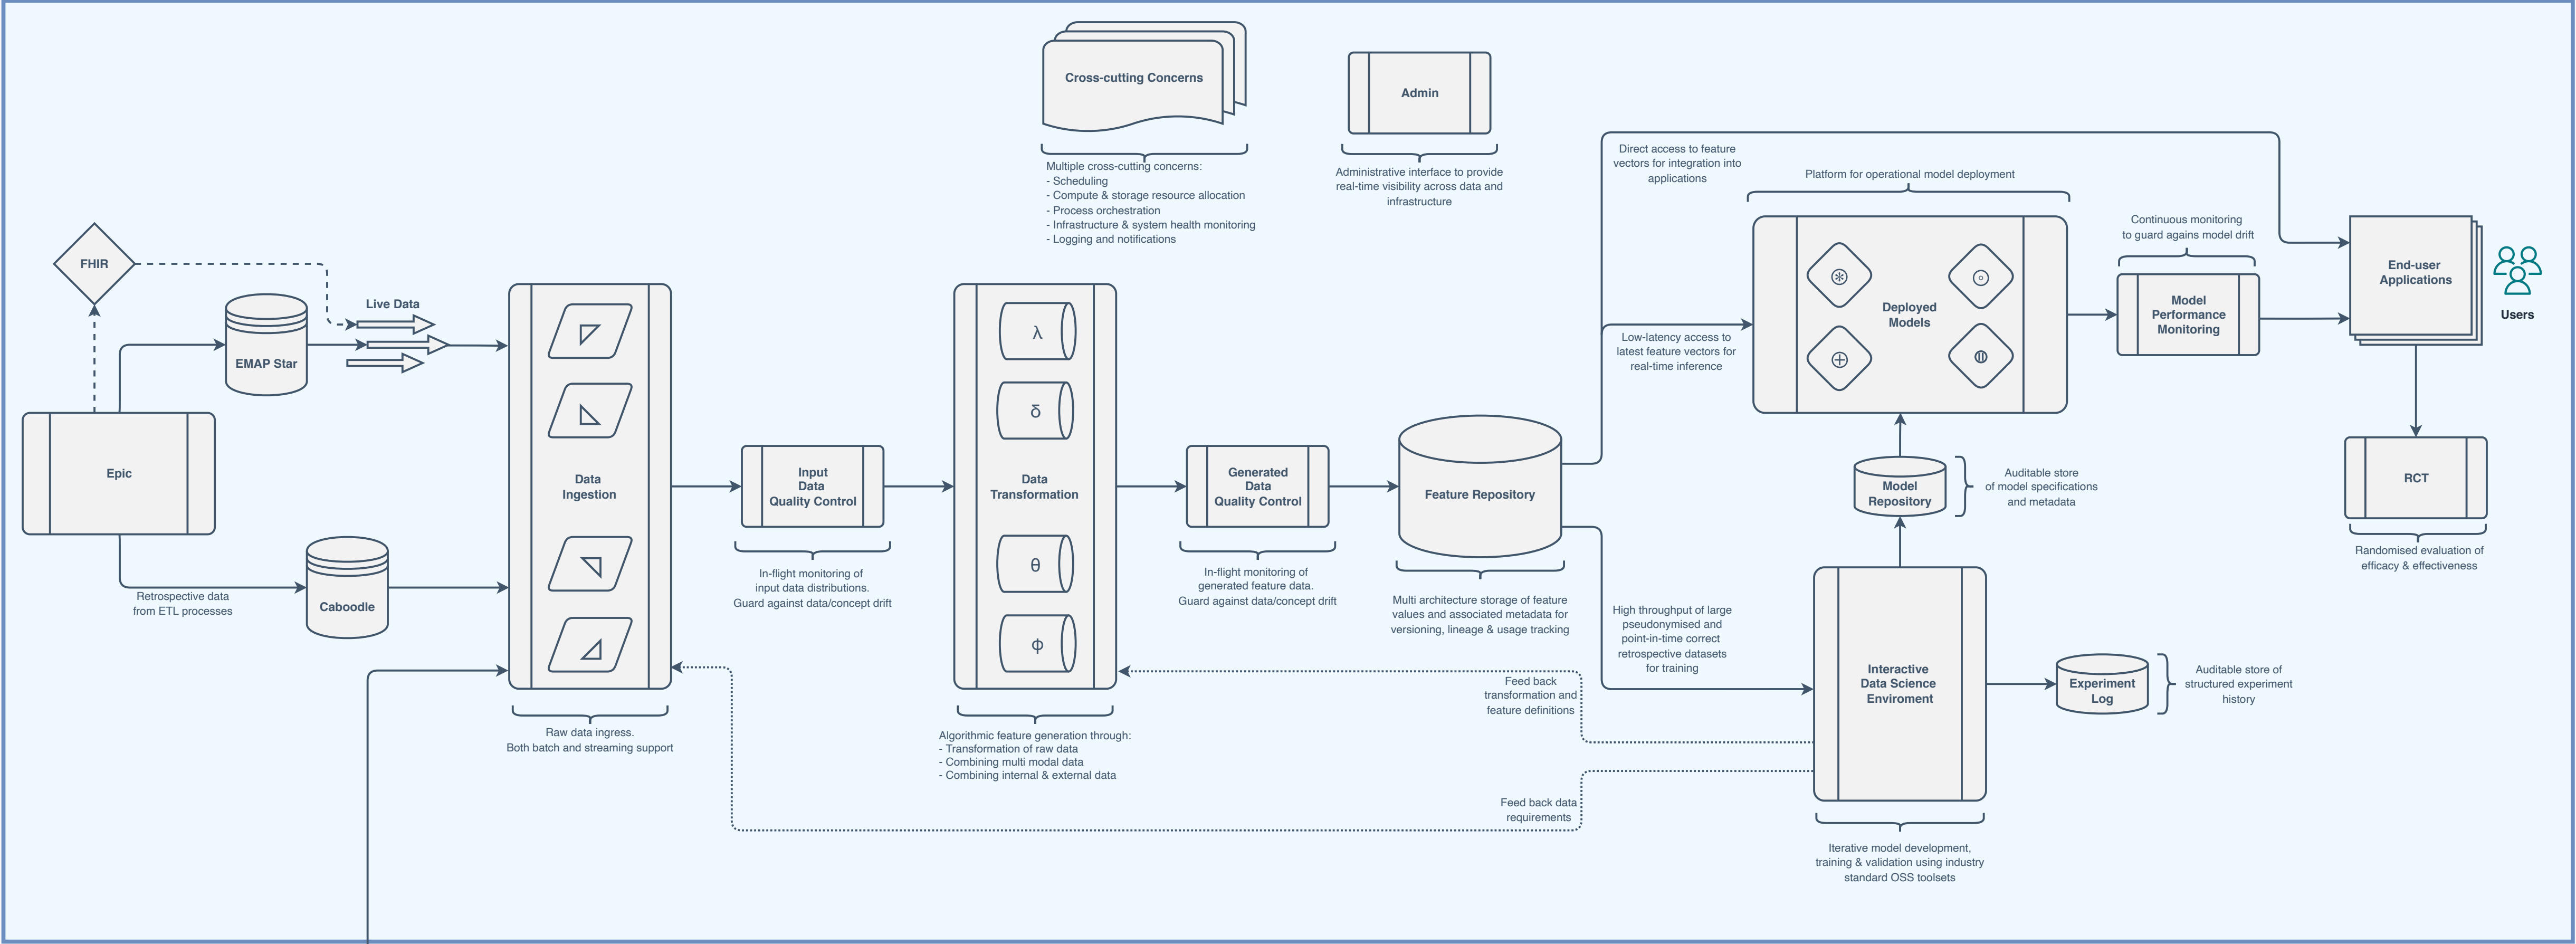 Cross-cutting Concerns
Multiple cross-cutting concerns:
- Scheduling
- Compute & storage resource allocation
- Process orchestration
- Infrastructure & system health monitoring
- Logging and notifications
Admin
Administrative interface to provide
real-time visibility across data and
infrastructure
FHIR
Live Data
EMAP Star
Epic
Retrospective data
from ETL processes
Caboodle
Data
Ingestion
Raw data ingress.
Both batch and streaming support
Input
Data
Quality Control
In-flight monitoring of
input data distributions.
Guard against data/concept drift
λ
δ
Data
Transformation
θ
ϕ
Algorithmic feature generation through:
- Transformation of raw data
- Combining multi modal data
- Combining internal & external data
Generated
Data
Quality Control
In-flight monitoring of
generated feature data.
Guard against data/concept drift
Feature Repository
Multi architecture storage of feature
values and associated metadata for
versioning, lineage & usage tracking
Direct access to feature
vectors for integration into
applications
Low-latency access to
latest feature vectors for
real-time inference
High throughput of large
pseudonymised and
point-in-time correct
retrospective datasets
for training
Feed back
transformation and
feature definitions
Feed back data
requirements
Platform for operational model deployment
Deployed
Models
Model
Repository
Auditable store
of model specifications
and metadata
Interactive
Data Science
Enviroment
Iterative model development,
training & validation using industry
standard OSS toolsets
Experiment
Log
Auditable store of
structured experiment
history
Continuous monitoring
to guard agains model drift
Model
Performance
Monitoring
End-user
Applications
Users
RCT
Randomised evaluation of
efficacy & effectiveness